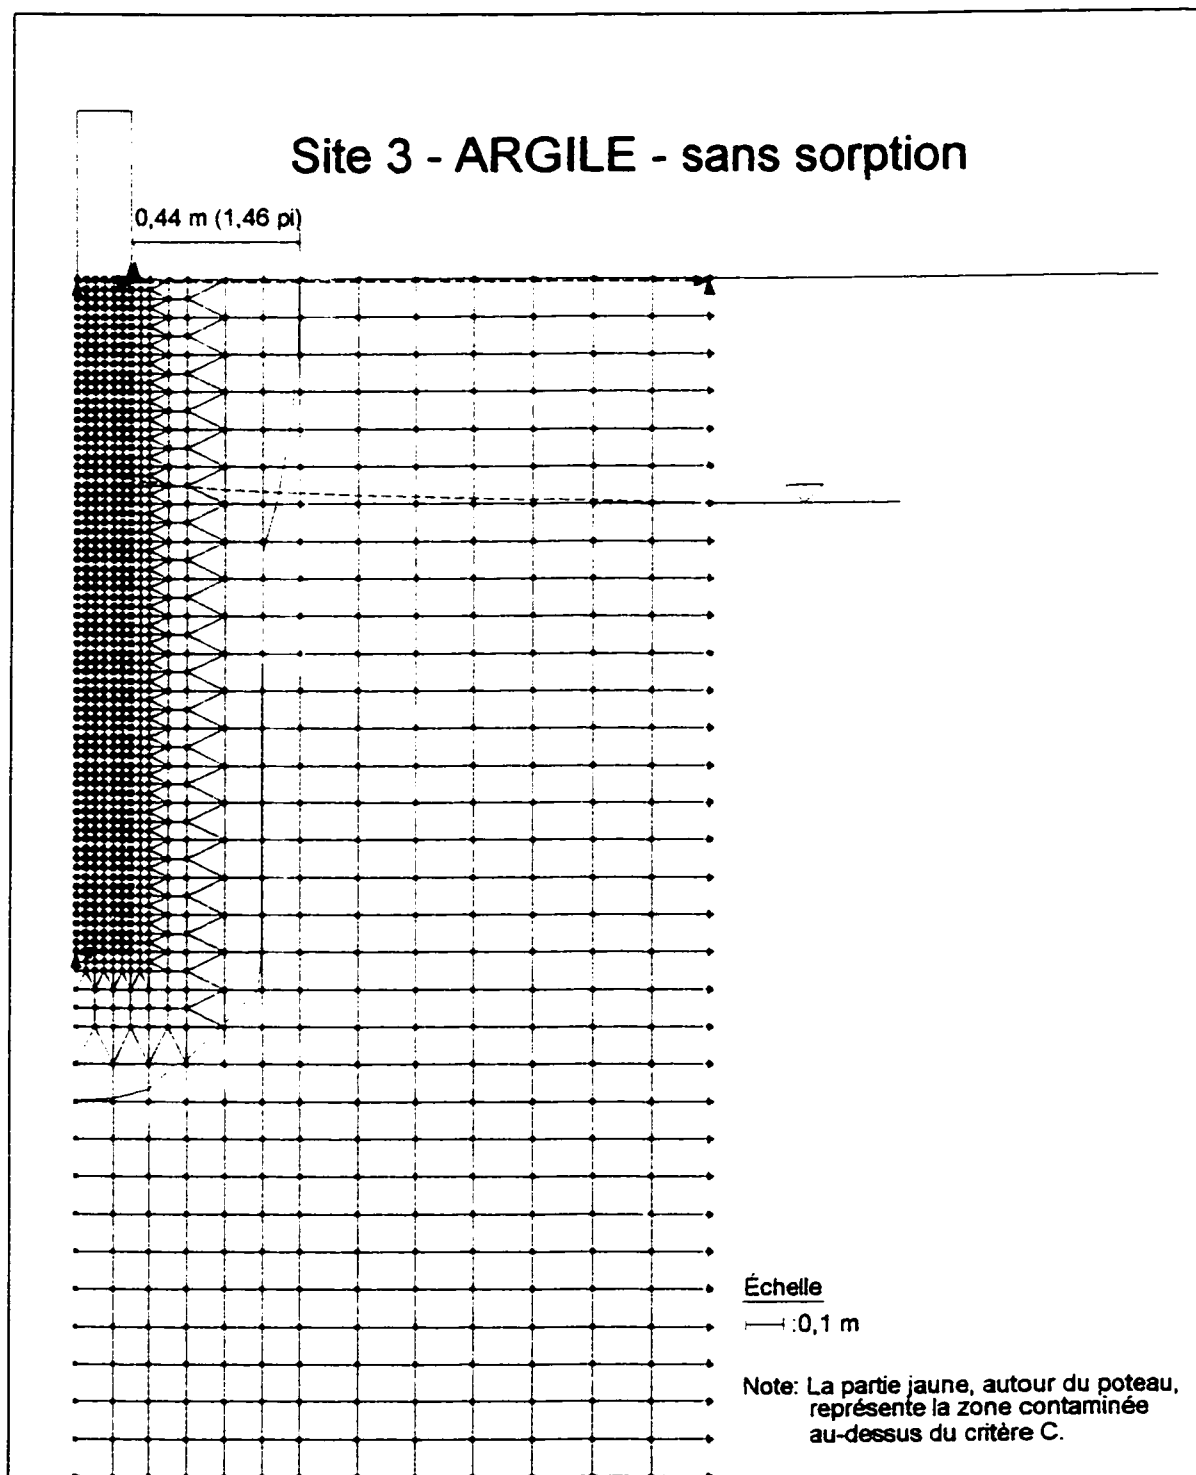 Site 3 - ARGILE - sans sorption
0,44 m (1,46 pi)
Échelle
:0,1 m
Note: La partie jaune, autour du poteau,
représente la zone contaminée
au-dessus du critère C.